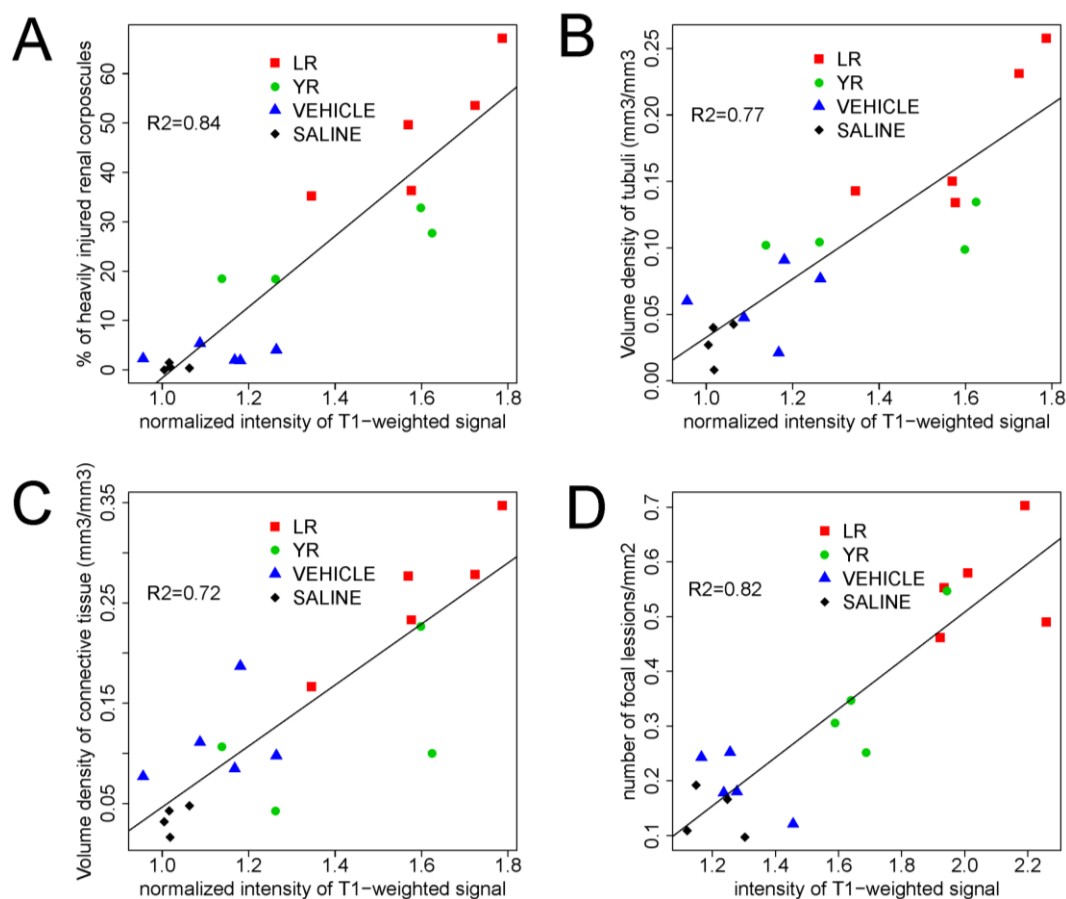 A
% of heavily injured renal corposcules
60
50
40
30
20
10
0
LR
YR
VEHICLE
SALINE
R2=0.84
1.0 1.2 1.4 1.6 1.8
normalized intensity of T1-weighted signal
B
Volume density of tubuli (mm3/mm3)
0.25
0.20
0.15
0.10
0.05
0.00
LR
YR
VEHICLE
SALINE
R2=0.77
1.0 1.2 1.4 1.6 1.8
normalized intensity of T1-weighted signal
C
Volume density of connective tissue (mm3/mm3)
0.35
0.25
0.15
0.05
LR
YR
VEHICLE
SALINE
R2=0.72
1.0 1.2 1.4 1.6 1.8
normalized intensity of T1-weighted signal
D
number of focal lessions/mm2
0.7
0.6
0.5
0.4
0.3
0.2
0.1
LR
YR
VEHICLE
SALINE
R2=0.82
1.2 1.4 1.6 1.8 2.0 2.2
intensity of T1-weighted signal